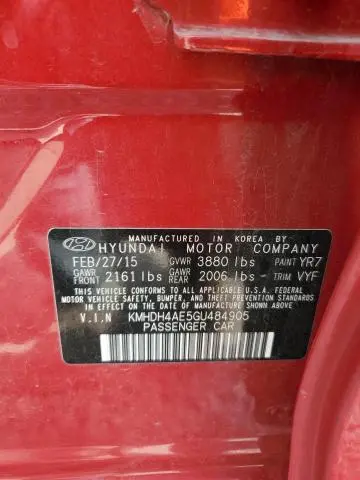 MANUFACTURED IN KOREA BY
HYUNDAI MOTOR COMPANY
FEB/27/15 GVWR 3880 lbs PAINT YR7
GAWR FRONT 2161 lbs GAWR REAR 2006 lbs - TRIM VYF
THIS VEHICLE CONFORMS TO ALL APPLICABLE U.S. FEDERAL
MOTOR VEHICLE SAFETY, BUMPER, AND THEFT PREVENTION STANDARDS
IN EFFECT ON THE DATE OF MANUFACTURE SHOWN ABOVE.
V.I.N KMHDH4AE5GU484905
PASSENGER CAR